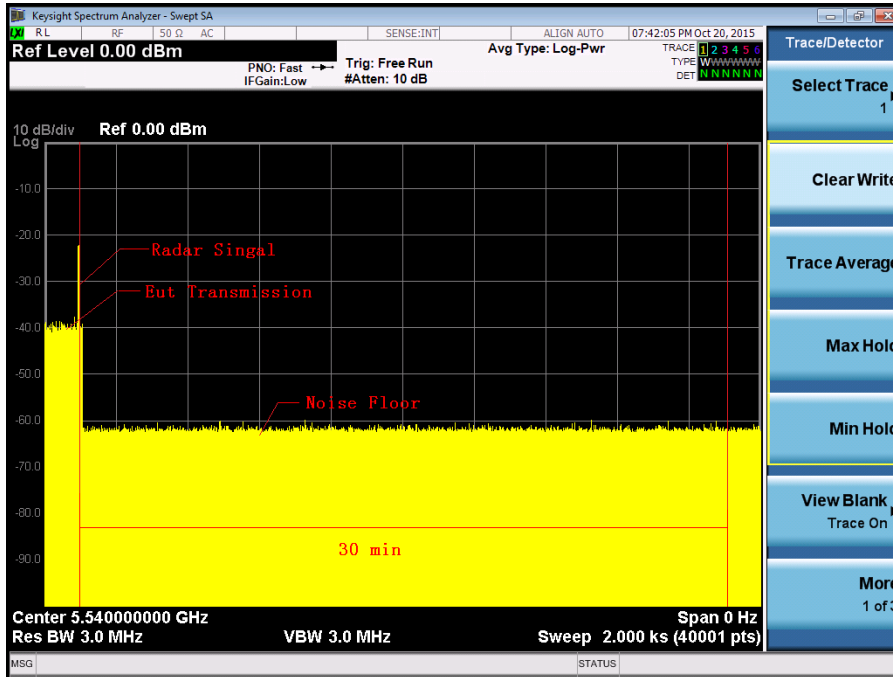 Keysight Spectrum Analyzer - Swept SA
LXI RL RF 50 Ω AC SENSE:INT ALIGN AUTO 07:42:05 PM Oct 20, 2015
Ref Level 0.00 dBm
PNO: Fast
IFGain:Low
Trig: Free Run
#Atten: 10 dB
Avg Type: Log-Pwr
TRACE 1 2 3 4 5 6
TYPE WWWWWW
DET N N N N N N
10 dB/div Ref 0.00 dBm
Log
-10.0
-20.0
Radar Singal
-30.0
Eut Transmission
-40.0
-50.0
Noise Floor
-60.0
-70.0
-80.0
30 min
-90.0
Center 5.540000000 GHz Span 0 Hz
Res BW 3.0 MHz VBW 3.0 MHz Sweep 2.000 ks (40001 pts)
MSG STATUS
Trace/Detector
Select Trace
1
Clear Write
Trace Average
Max Hold
Min Hold
View Blank
Trace On
More
1 of 3